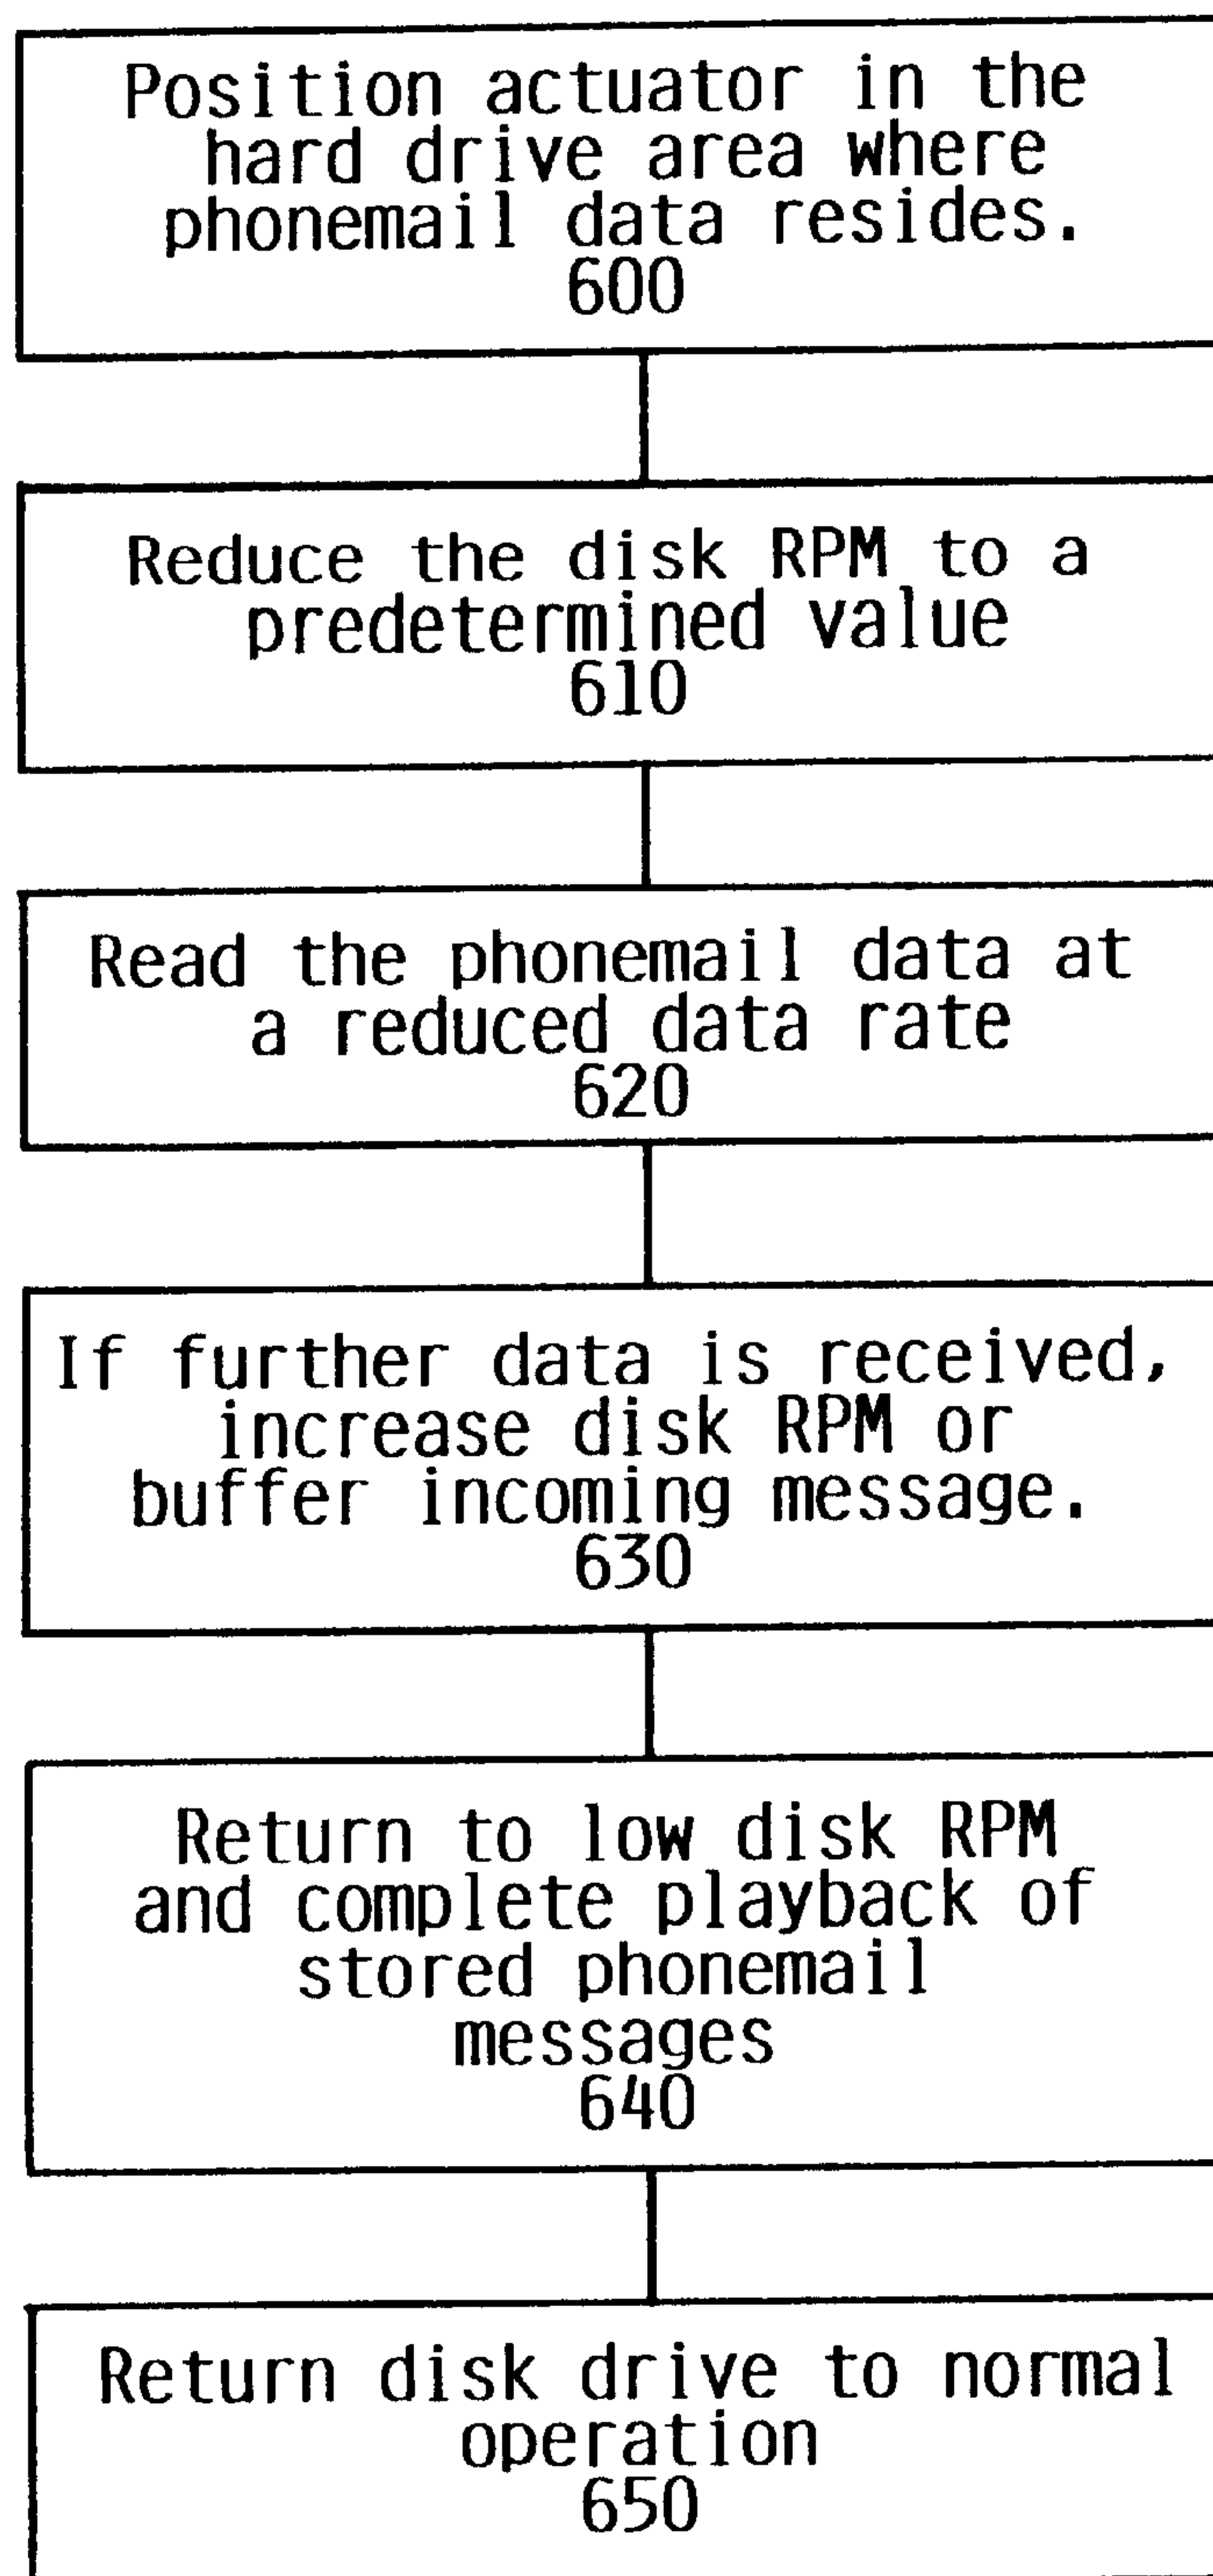 Position actuator in the
hard drive area where
phonemail data resides.
600
Reduce the disk RPM to a
predetermined value
610
Read the phonemail data at
a reduced data rate
620
If further data is received,
increase disk RPM or
buffer incoming message.
630
Return to low disk RPM
and complete playback of
stored phonemail
messages
640
Return disk drive to normal
operation
650